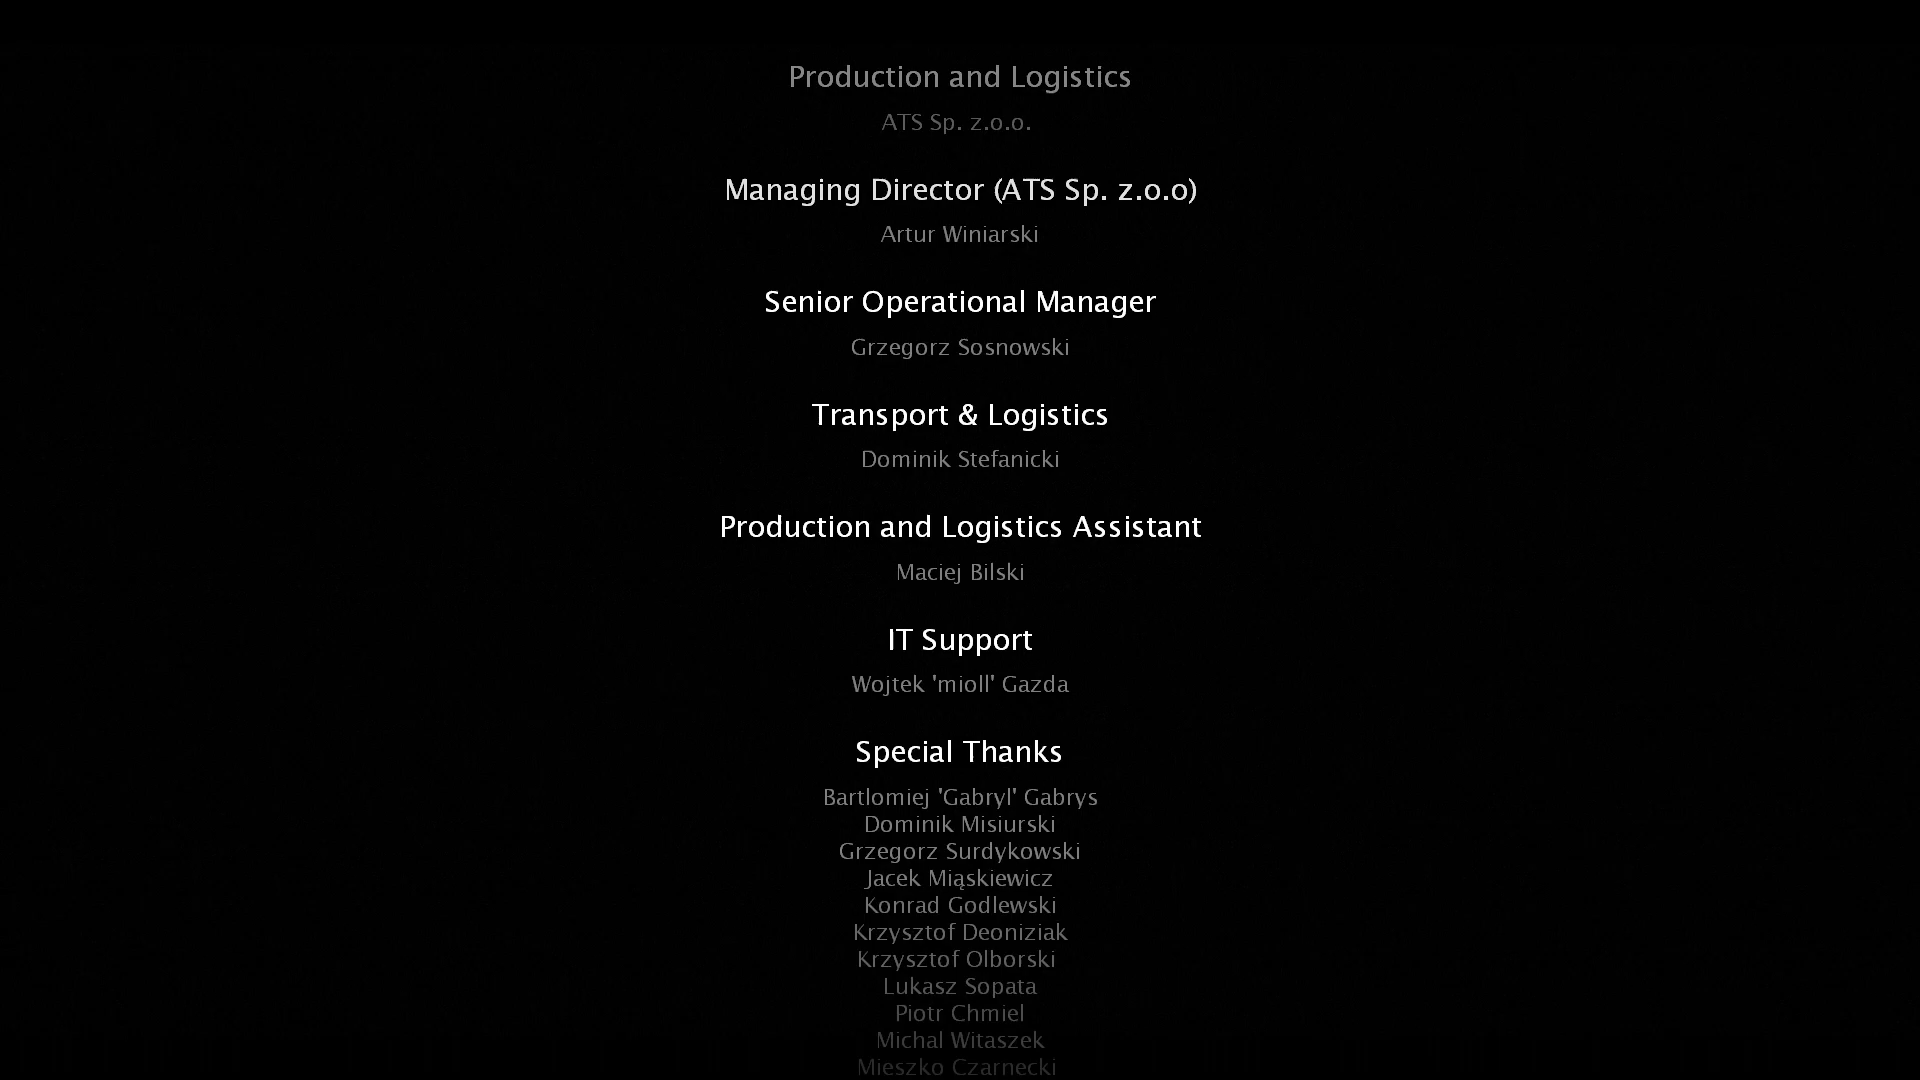 Production and Logistics
ATS Sp. z.o.o.
Managing Director (ATS Sp. z.o.o)
Artur Winiarski
Senior Operational Manager
Grzegorz Sosnowski
Transport & Logistics
Dominik Stefanicki
Production and Logistics Assistant
Maciej Bilski
IT Support
Wojtek 'mioll' Gazda
Special Thanks
Bartlomiej 'Gabryl' Gabrys
Dominik Misiurski
Grzegorz Surdykowski
Jacek Miąskiewicz
Konrad Godlewski
Krzysztof Deoniziak
Krzysztof Olborski
Lukasz Sopata
Piotr Chmiel
Michal Witaszek
Mieszko Czarnecki